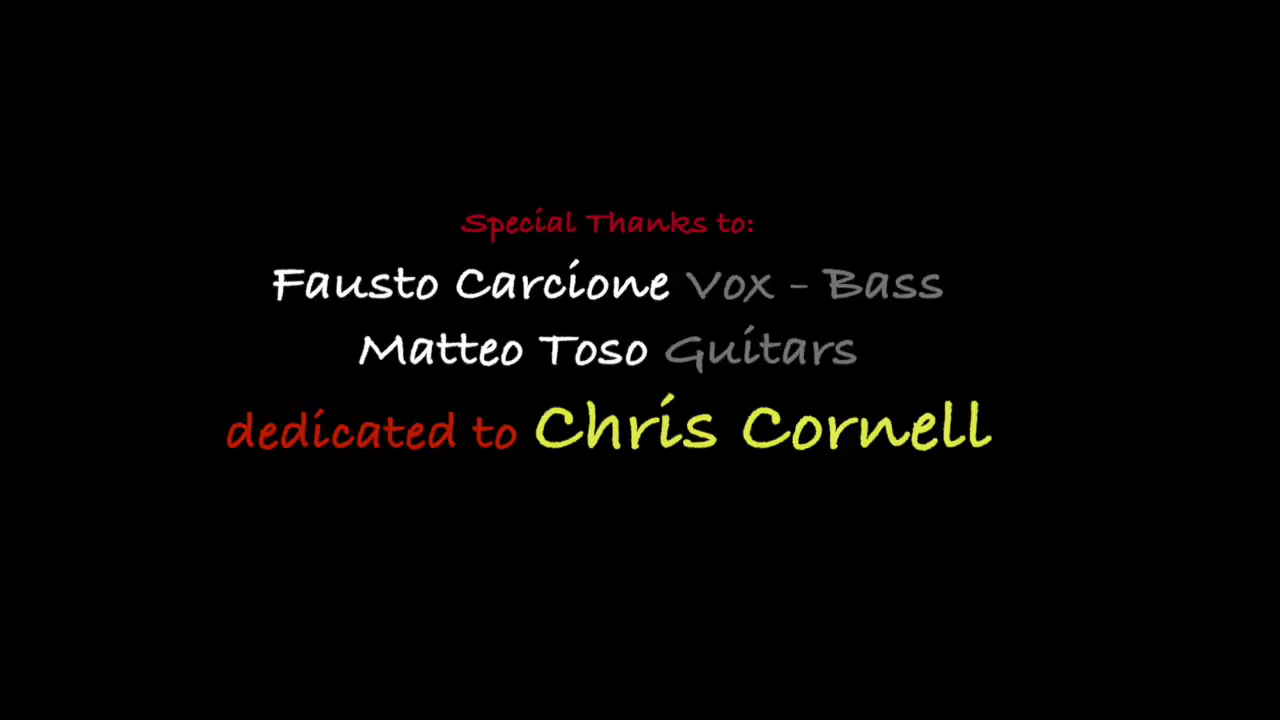 Special Thanks to:
Fausto Carcione Vox - Bass
Matteo Toso Guitars
dedicated to Chris Cornell